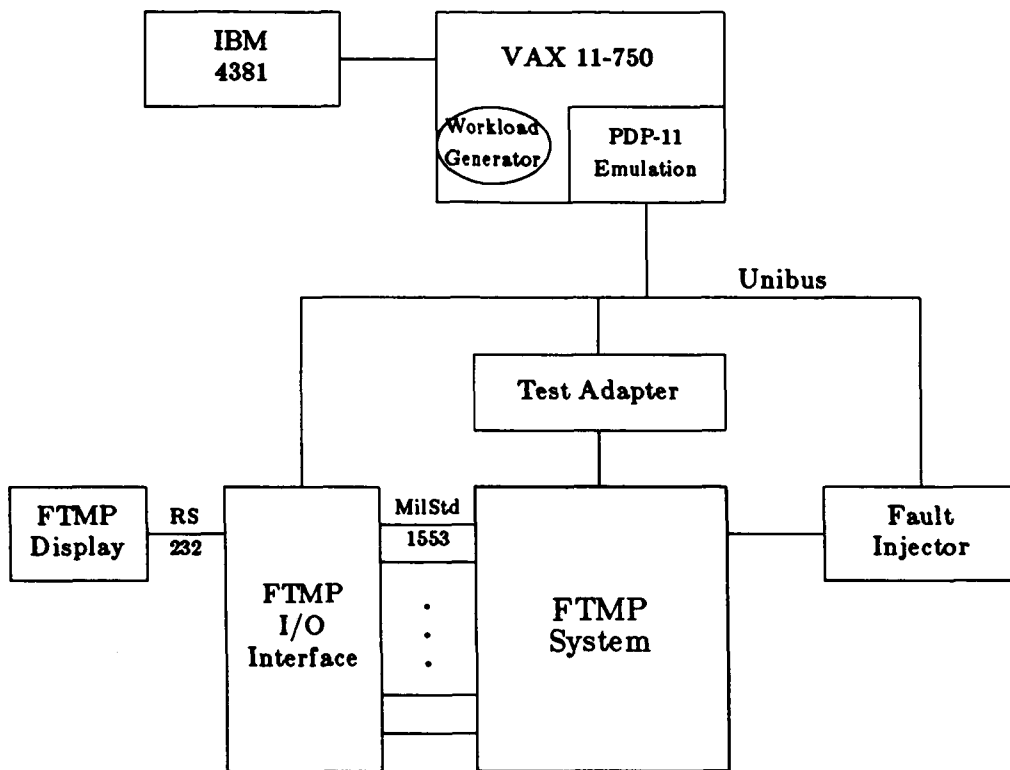 IBM
4381
VAX 11-750
Workload
Generator
PDP-11
Emulation
Unibus
Test Adapter
FTMP
Display
RS
232
MilStd
1553
FTMP
I/O
Interface
FTMP
System
Fault
Injector